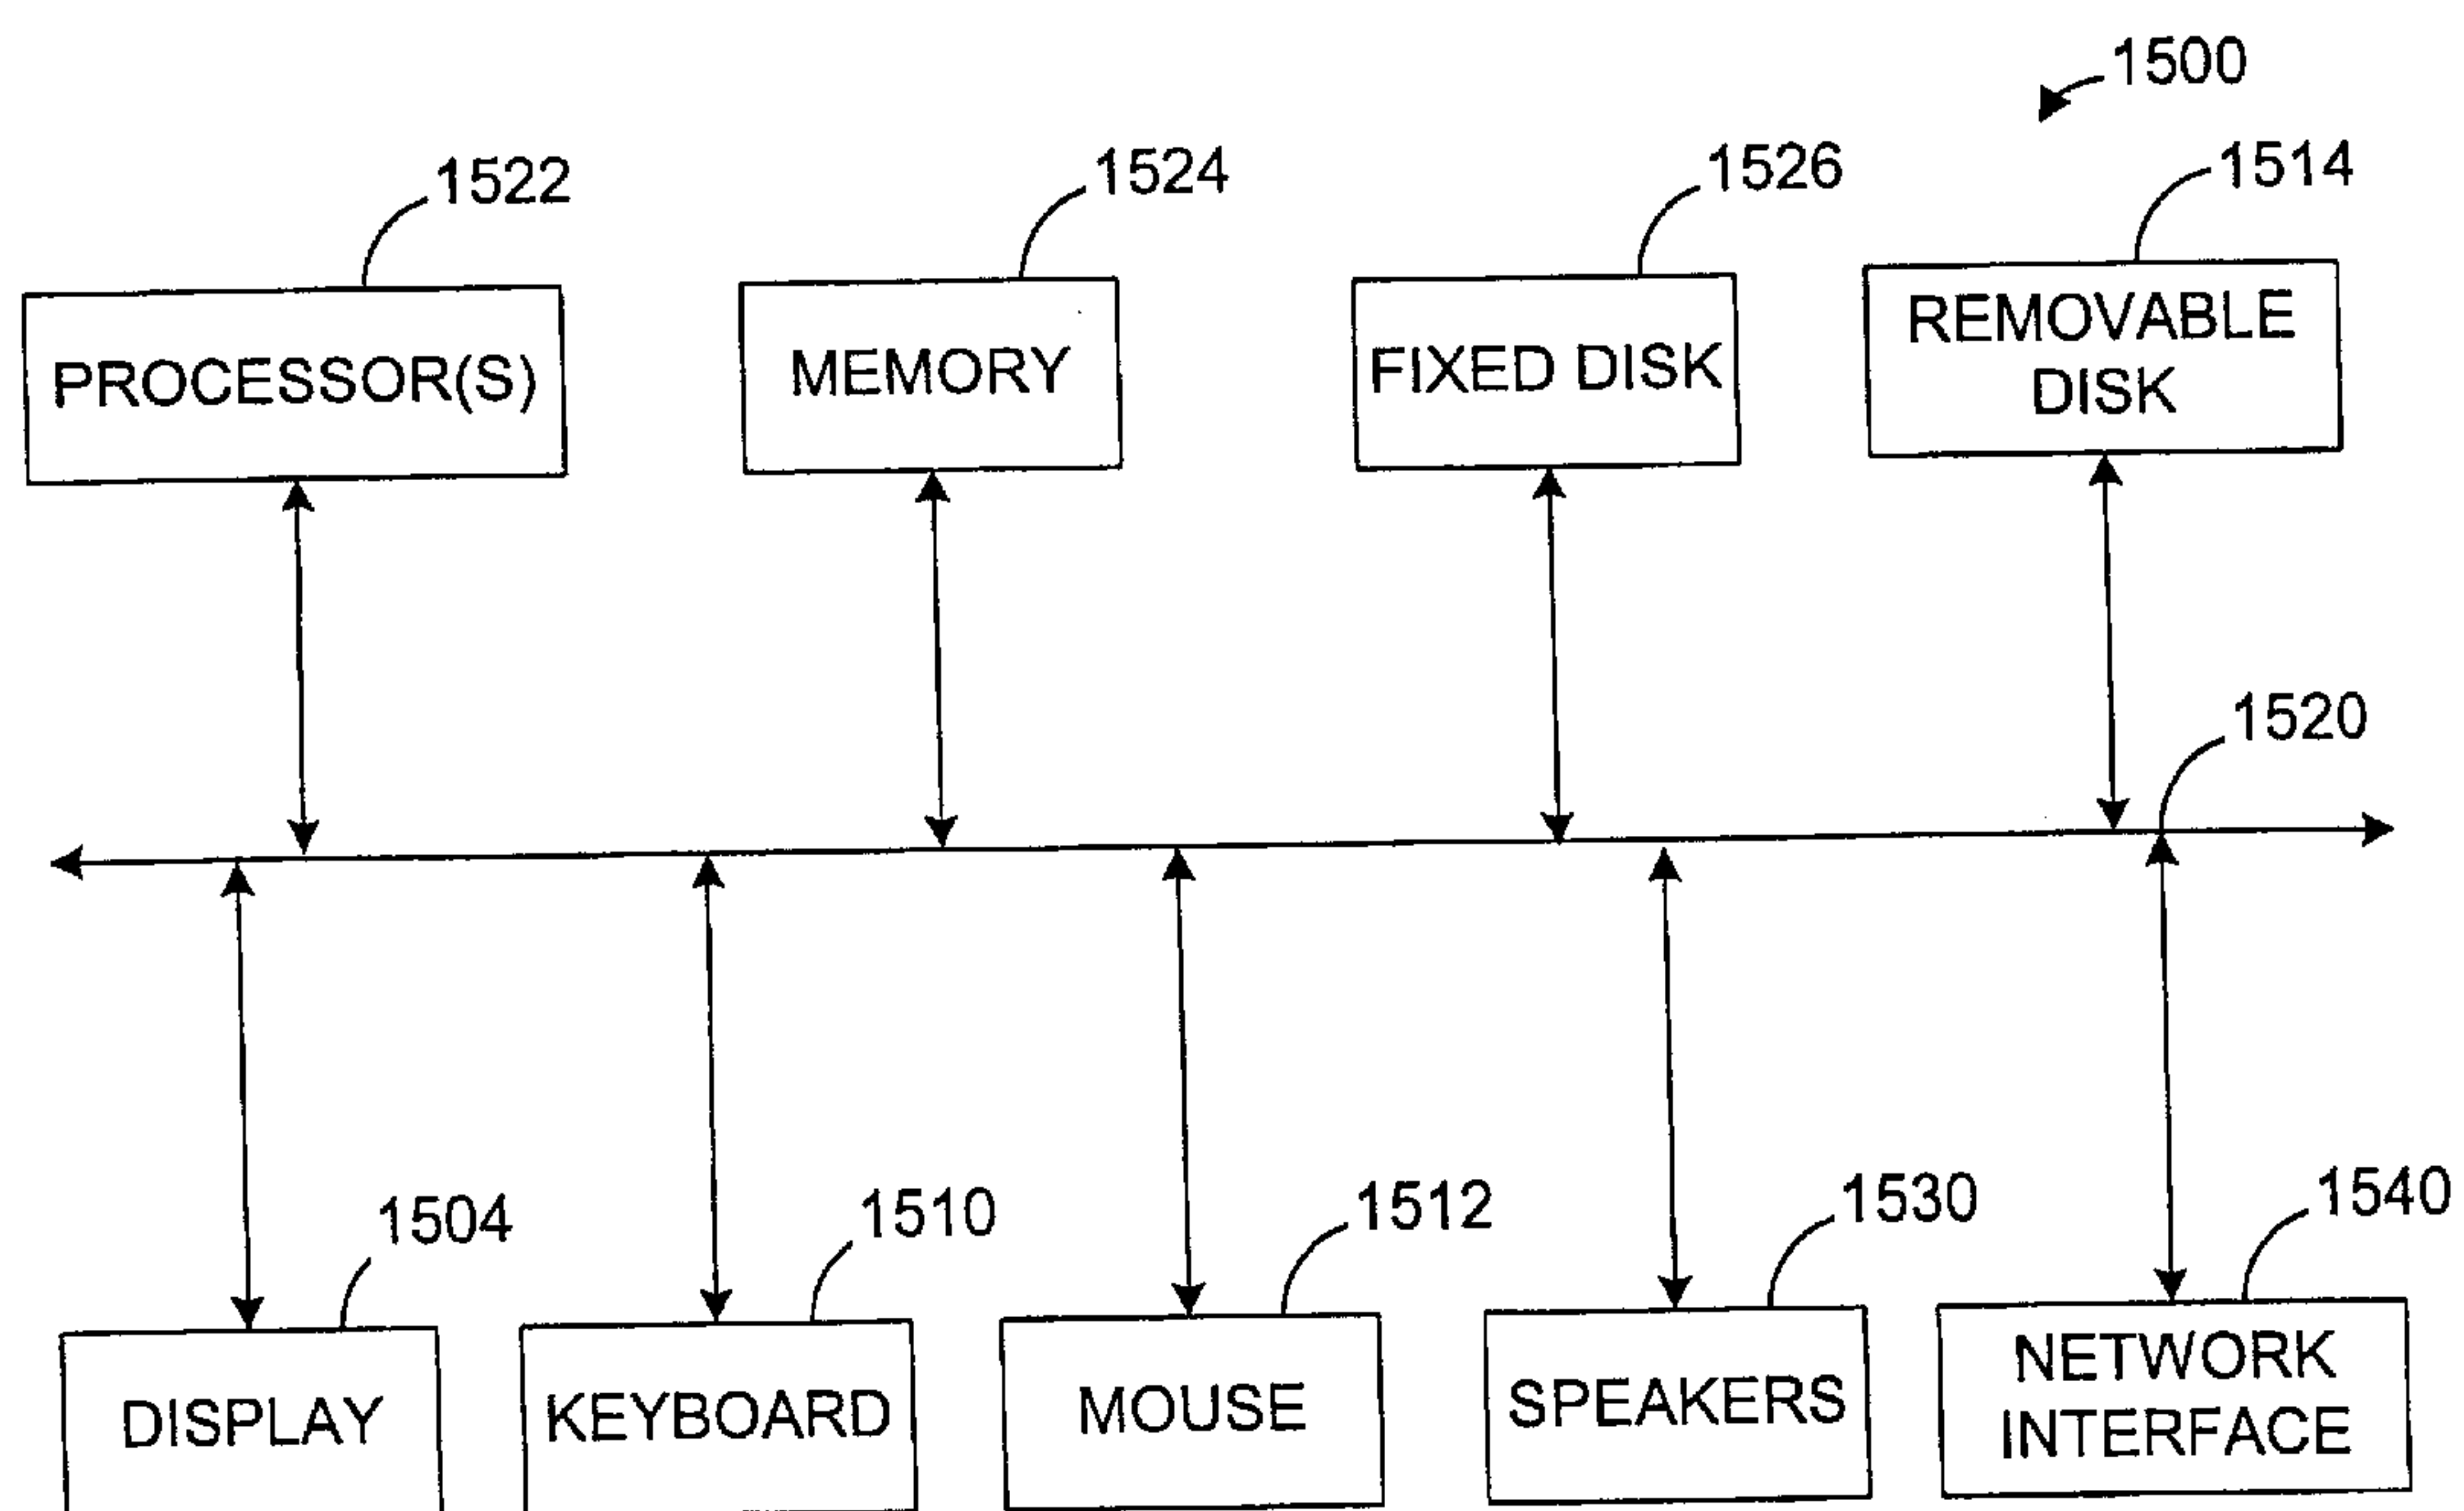 1500
1522
1524
1526
1514
PROCESSOR(S)
MEMORY
FIXED DISK
REMOVABLE
DISK
1520
1504
1510
1512
1530
1540
DISPLAY
KEYBOARD
MOUSE
SPEAKERS
NETWORK
INTERFACE